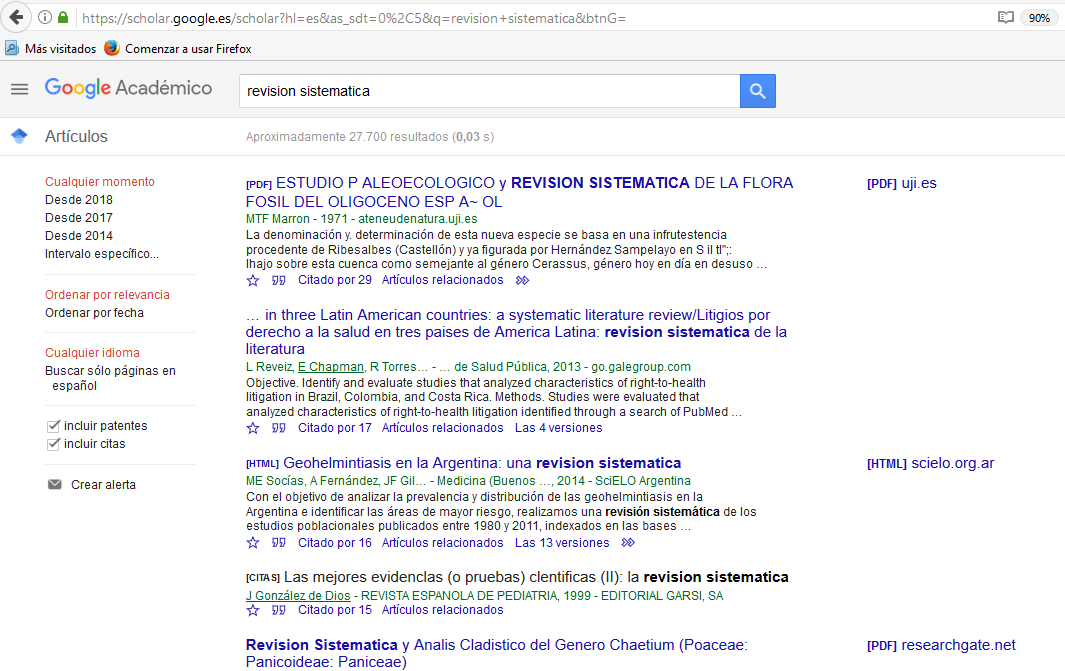 https://scholar.google.es/scholar?hl=es&as_sdt=0%2C5&q=revision+sistematica&btnG=
90%
Más visitados Comenzar a usar Firefox
Google Académico
revision sistematica
Artículos
Aproximadamente 27.700 resultados (0,03 s)
Cualquier momento
Desde 2018
Desde 2017
Desde 2014
Intervalo específico...
Ordenar por relevancia
Ordenar por fecha
Cualquier idioma
Buscar sólo páginas en
español
incluir patentes
incluir citas
Crear alerta
[PDF] ESTUDIO P ALEOECOLOGICO y REVISION SISTEMATICA DE LA FLORA
FOSIL DEL OLIGOCENO ESP A~ OL
MTF Marron - 1971 - ateneudenatura.uji.es
La denominación y. determinación de esta nueva especie se basa en una infrutestencia
procedente de Ribesalbes (Castellón) y ya figurada por Hernández Sampelayo en S il tl";:
lhajo sobre esta cuenca como semejante al género Cerassus, género hoy en día en desuso …
Citado por 29 Artículos relacionados
[PDF] uji.es
… in three Latin American countries: a systematic literature review/Litigios por
derecho a la salud en tres paises de America Latina: revision sistematica de la
literatura
L Reveiz, E Chapman, R Torres… - … de Salud Pública, 2013 - go.galegroup.com
Objective. Identify and evaluate studies that analyzed characteristics of right-to-health
litigation in Brazil, Colombia, and Costa Rica. Methods. Studies were evaluated that
analyzed characteristics of right-to-health litigation identified through a search of PubMed …
Citado por 17 Artículos relacionados Las 4 versiones
[HTML] Geohelmintiasis en la Argentina: una revision sistematica
ME Socías, A Fernández, JF Gil… - Medicina (Buenos …, 2014 - SciELO Argentina
Con el objetivo de analizar la prevalencia y distribución de las geohelmintiasis en la
Argentina e identificar las áreas de mayor riesgo, realizamos una revisión sistemática de los
estudios poblacionales publicados entre 1980 y 2011, indexados en las bases …
Citado por 16 Artículos relacionados Las 13 versiones
[HTML] scielo.org.ar
[CITAS] Las mejores evidenclas (o pruebas) clentificas (II): la revision sistematica
J González de Dios - REVISTA ESPANOLA DE PEDIATRIA, 1999 - EDITORIAL GARSI, SA
Citado por 15 Artículos relacionados
Revision Sistematica y Analis Cladistico del Genero Chaetium (Poaceae:
Panicoideae: Paniceae)
[PDF] researchgate.net